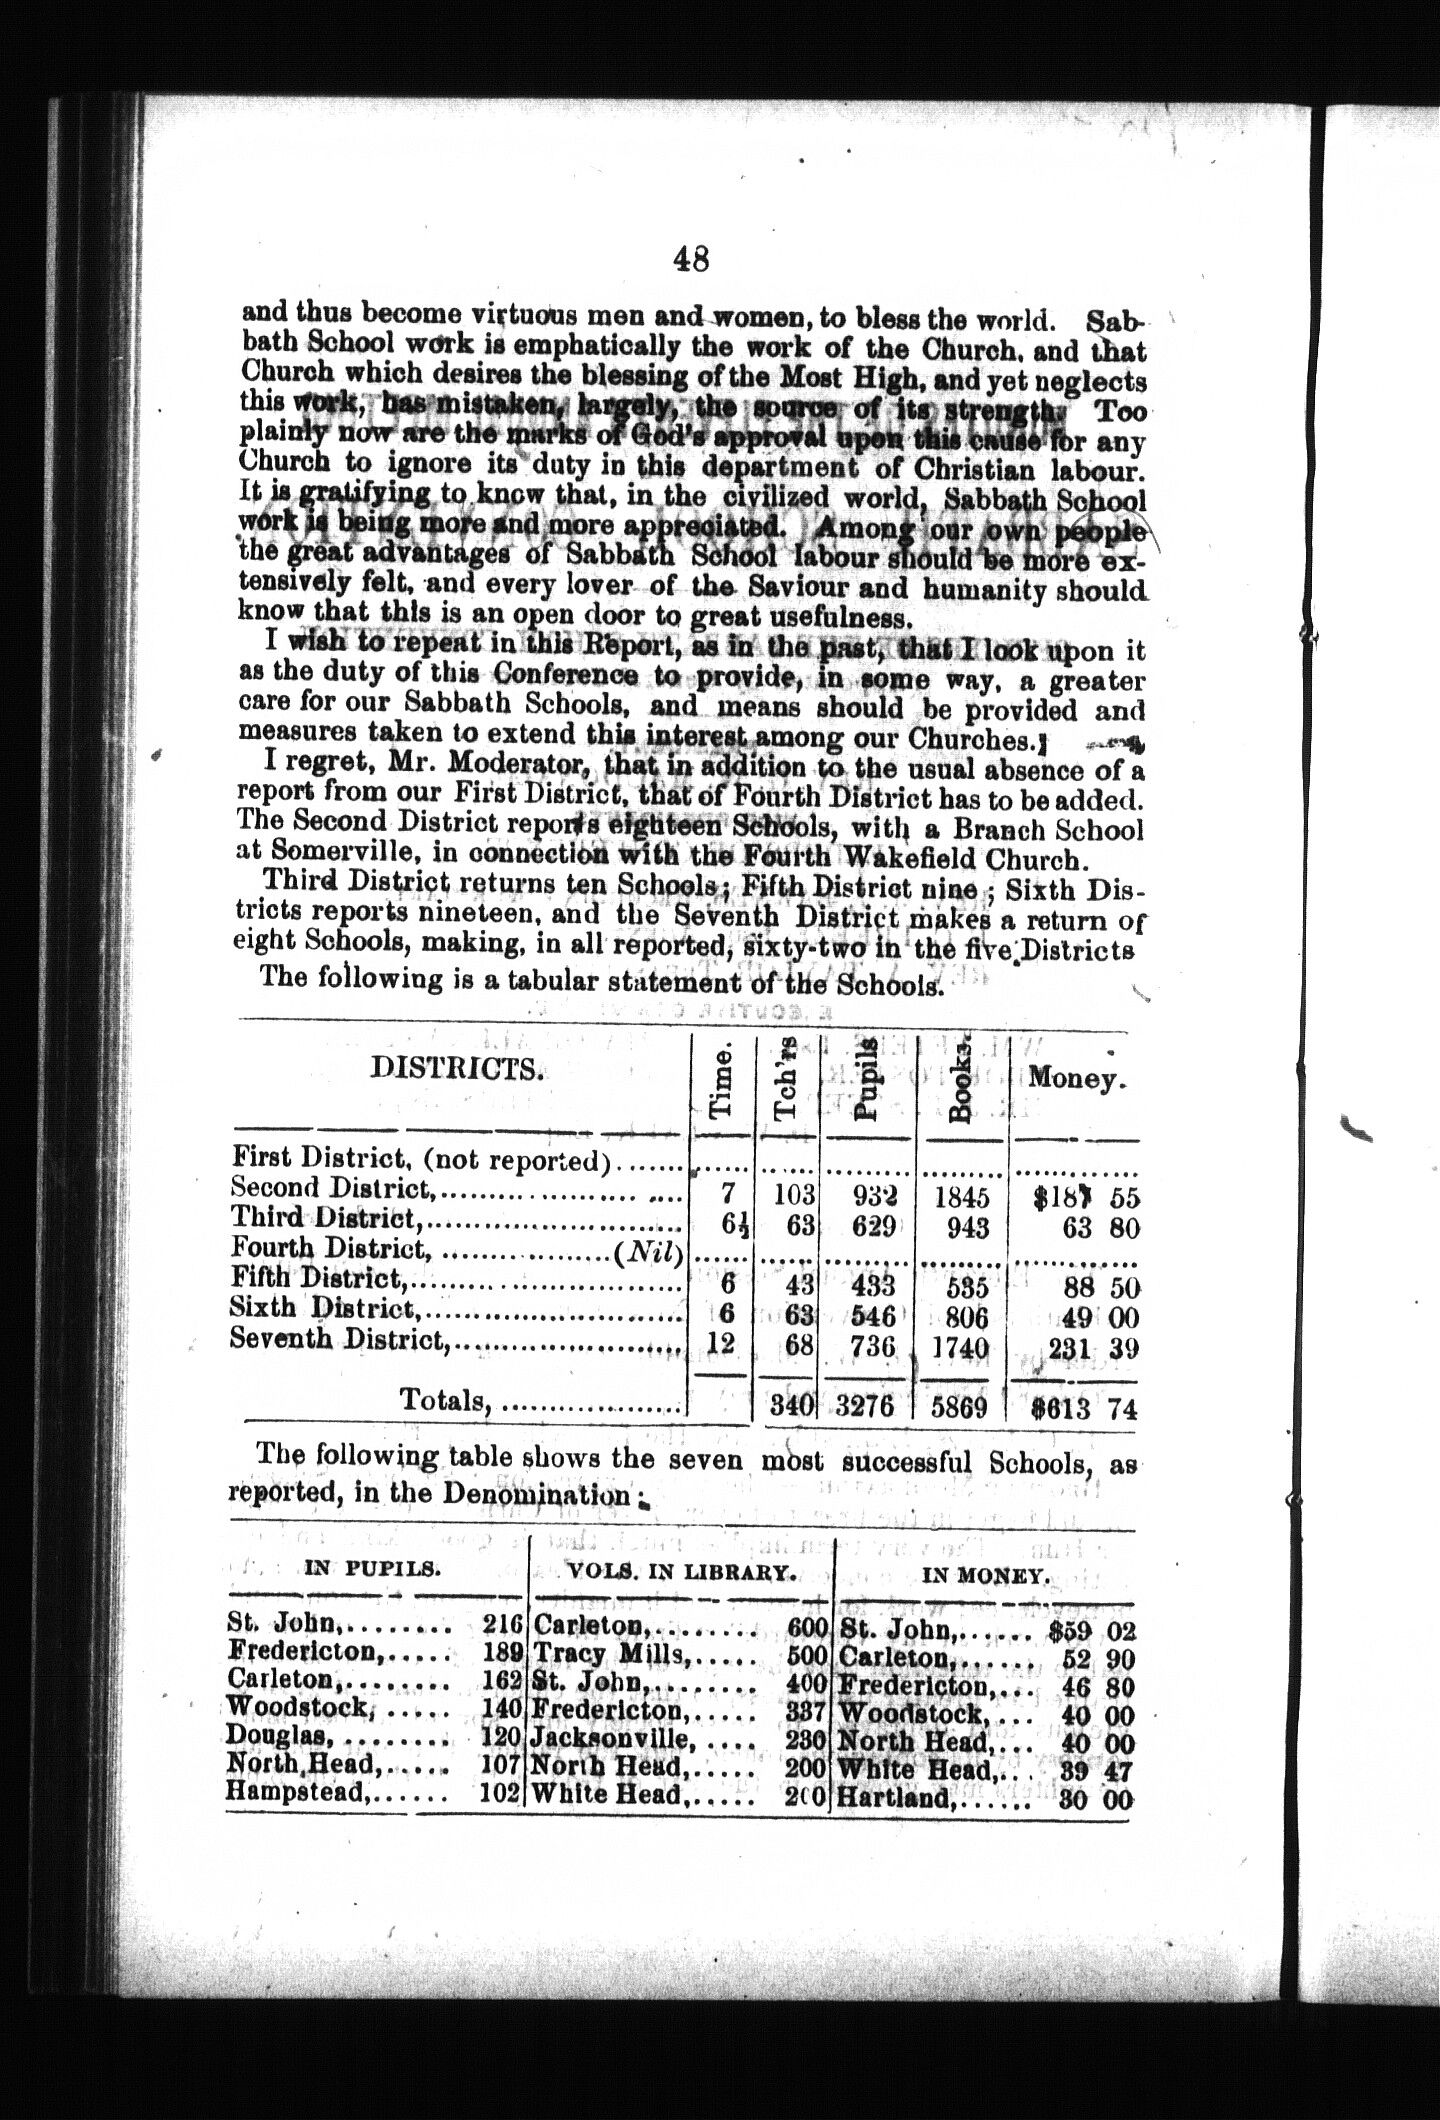 48
and thus become virtuous men and women, to bless the world. Sab-
bath School work is emphatically the work of the Church, and that
Church which desires the blessing of the Most High, and yet neglects
this work, has mistaken, largely, the source of its strength. Too
plainly now are the marks of God's approval upon this cause for any
Church to ignore its duty in this department of Christian labour.
It is gratifying to know that, in the civilized world, Sabbath School
work is being more and more appreciated. Among our own people
the great advantages of Sabbath School labour should be more ex-
tensively felt, and every lover of the Saviour and humanity should
know that this is an open door to great usefulness.
I wish to repeat in this Report, as in the past, that I look upon it
as the duty of this Conference to provide, in some way, a greater
care for our Sabbath Schools, and means should be provided and
measures taken to extend this interest among our Churches.
I regret, Mr. Moderator, that in addition to the usual absence of a
report from our First District, that of Fourth District has to be added.
The Second District reports eighteen Schools, with a Branch School
at Somerville, in connection with the Fourth Wakefield Church.
Third District returns ten Schools; Fifth District nine; Sixth Dis-
tricts reports nineteen, and the Seventh District makes a return of
eight Schools, making, in all reported, sixty-two in the five Districts
The following is a tabular statement of the Schools.
DISTRICTS. Time. Tch'rs Pupils Books. Money.
First District, (not reported)
Second District, 7 103 932 1845 $187 55
Third District, 6½ 63 629 943 63 80
Fourth District, (Nil)
Fifth District, 6 43 433 535 88 50
Sixth District, 6 63 546 806 49 00
Seventh District, 12 68 736 1740 231 39
Totals, 340 3276 5869 $613 74
The following table shows the seven most successful Schools, as
reported, in the Denomination:
IN PUPILS. VOLS. IN LIBRARY. IN MONEY.
St. John, 216 Carleton, 600 St. John, $59 02
Fredericton, 189 Tracy Mills, 500 Carleton, 52 90
Carleton, 162 St. John, 400 Fredericton, 46 80
Woodstock, 140 Fredericton, 337 Woodstock, 40 00
Douglas, 120 Jacksonville, 230 North Head, 40 00
North Head, 107 North Head, 200 White Head, 39 47
Hampstead, 102 White Head, 200 Hartland, 30 00